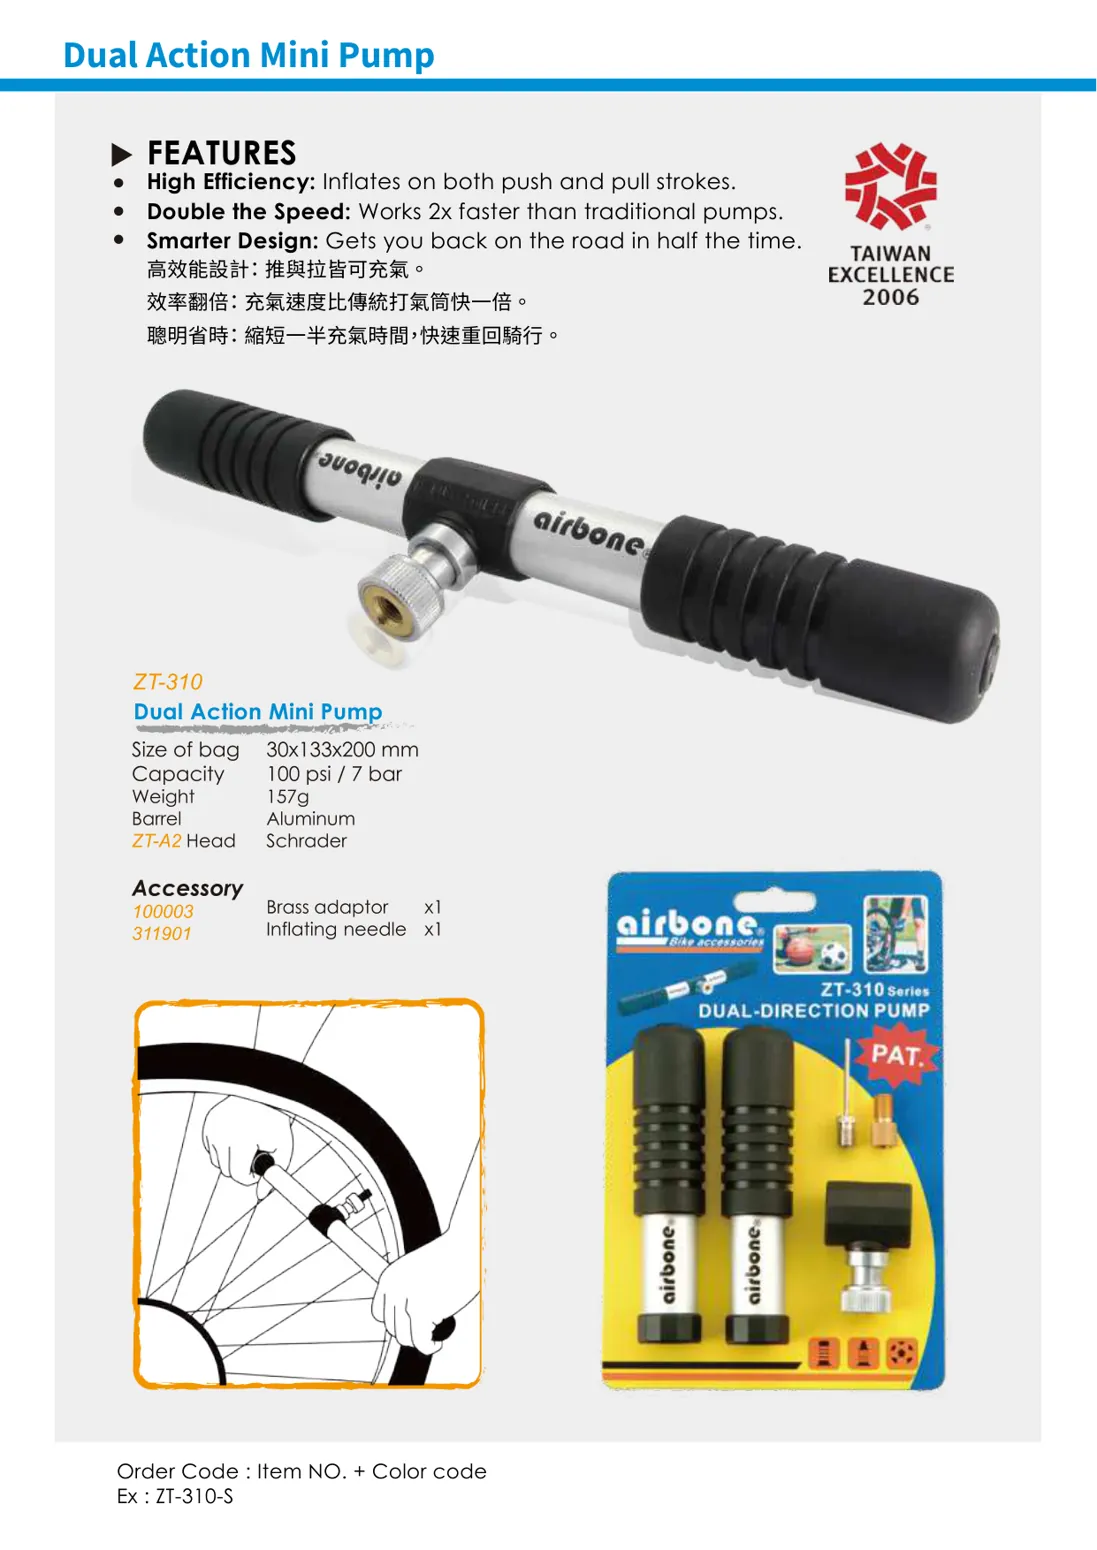 Dual Action Mini Pump
FEATURES
• High Efficiency: Inflates on both push and pull strokes.
• Double the Speed: Works 2x faster than traditional pumps.
• Smarter Design: Gets you back on the road in half the time.
高效能設計：推與拉皆可充氣。
效率翻倍：充氣速度比傳統打氣筒快一倍。
聰明省時：縮短一半充氣時間，快速重回騎行。
TAIWAN
EXCELLENCE
2006
airbone
airbone®
ZT-310
Dual Action Mini Pump
Size of bag 30x133x200 mm
Capacity 100 psi / 7 bar
Weight 157g
Barrel Aluminum
ZT-A2 Head Schrader
Accessory
100003 Brass adaptor x1
311901 Inflating needle x1
airbone®
Bike accessories
ZT-310 Series
DUAL-DIRECTION PUMP
PAT.
airbone®
airbone®
Order Code : Item NO. + Color code
Ex : ZT-310-S